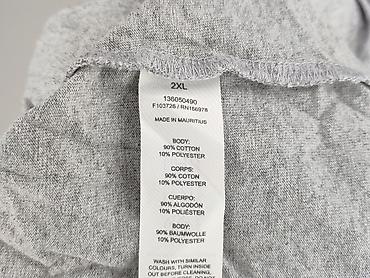 2XL
136050490
F103726 / RN156978
MADE IN MAURITIUS
BODY:
90% COTTON
10% POLYESTER
CORPS:
90% COTON
10% POLYESTER
CUERPO:
90% ALGODÓN
10% POLIÉSTER
BODY:
90% BAUMWOLLE
10% POLYESTER
WASH WITH SIMILAR
COLOURS, TURN INSIDE
OUT BEFORE WASHING,